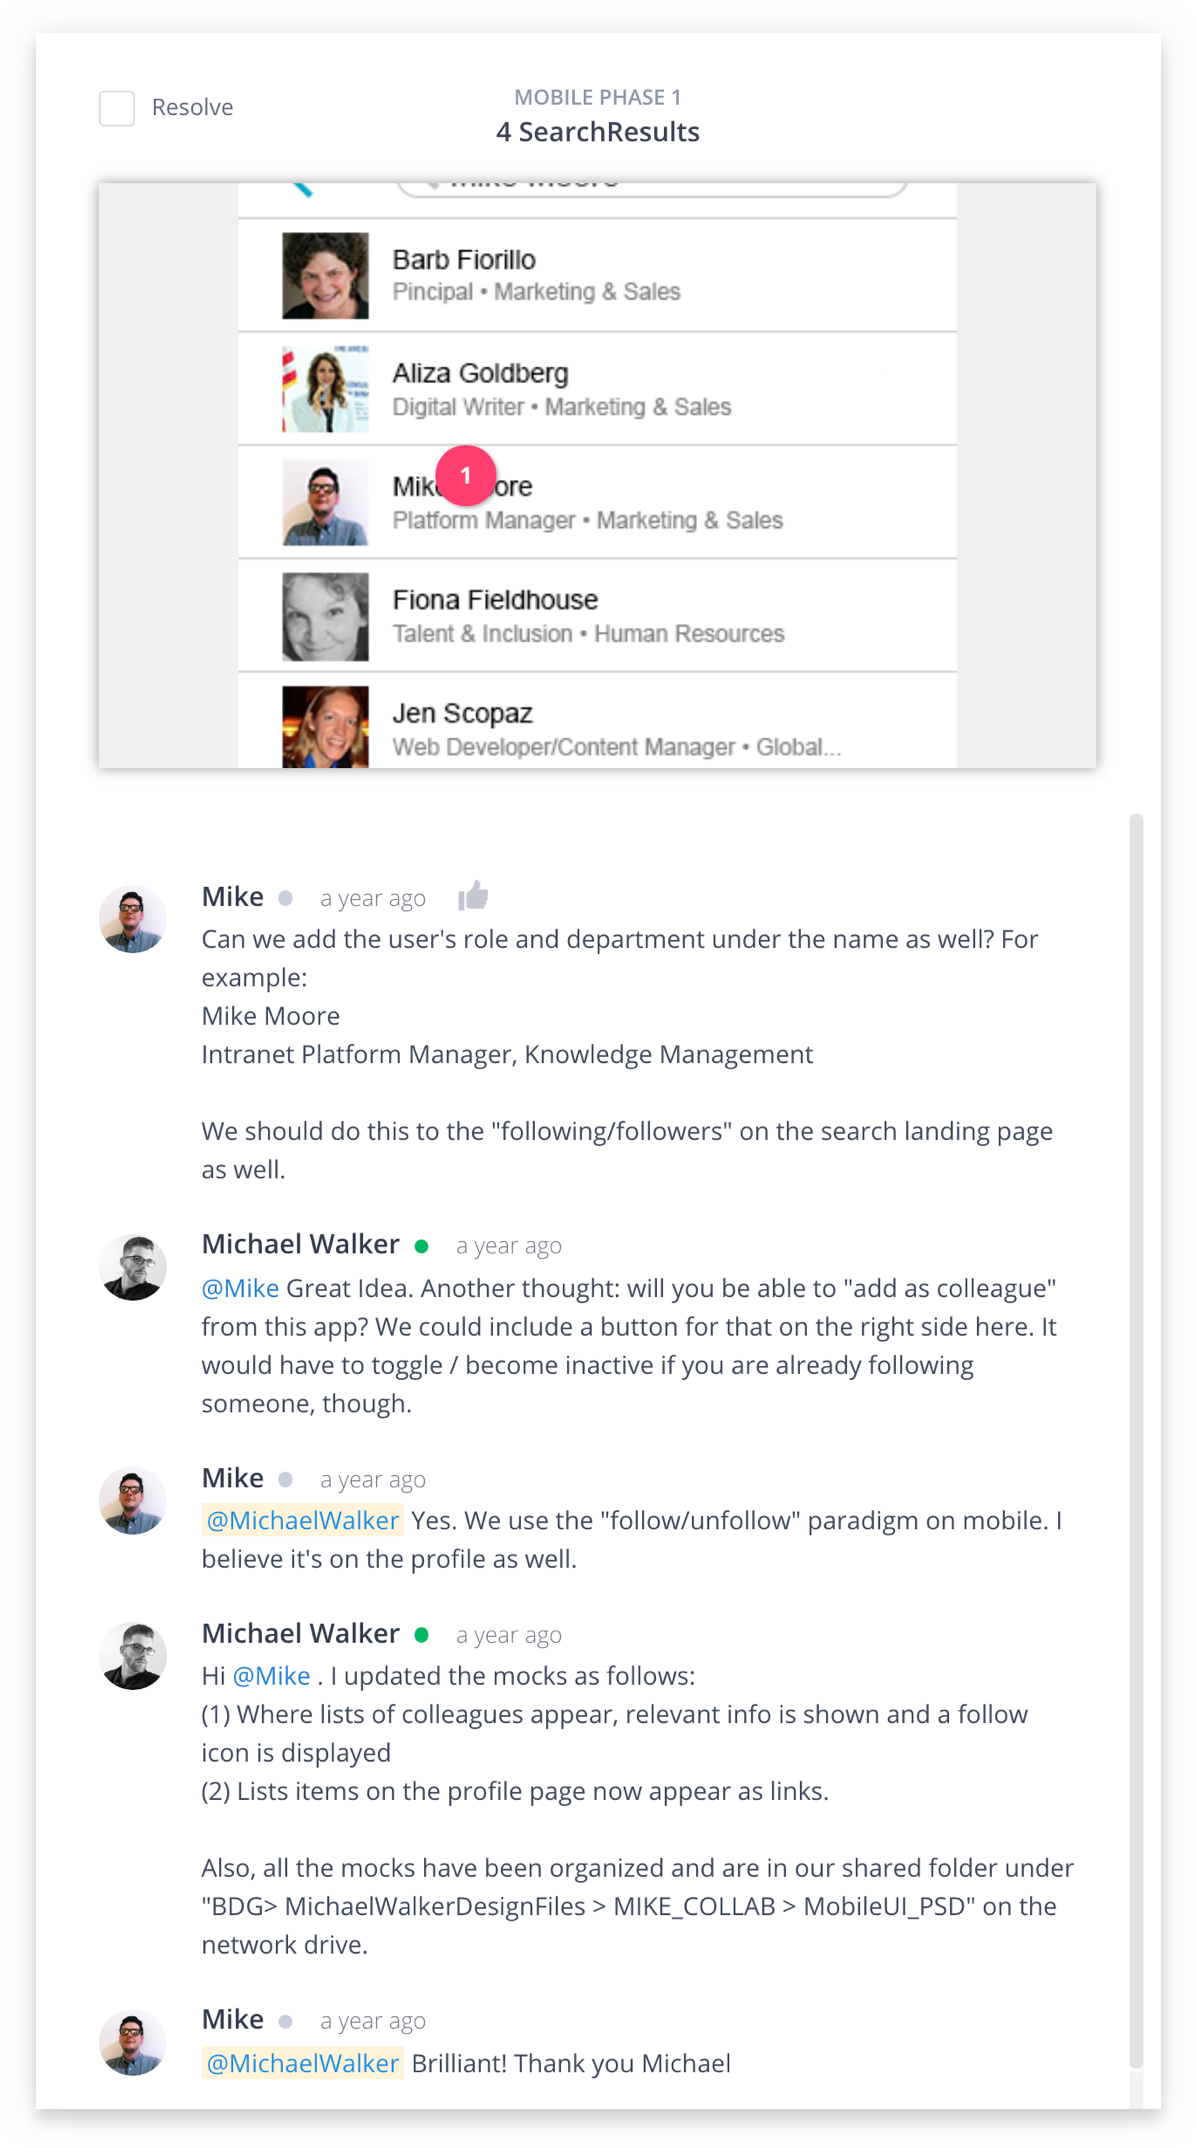 Resolve
MOBILE PHASE 1
4 SearchResults
Mike Moore
Barb Fiorillo
Pincipal • Marketing & Sales
Aliza Goldberg
Digital Writer • Marketing & Sales
1
Mike Moore
Platform Manager • Marketing & Sales
Fiona Fieldhouse
Talent & Inclusion • Human Resources
Jen Scopaz
Web Developer/Content Manager • Global...
Mike a year ago
Can we add the user's role and department under the name as well? For
example:
Mike Moore
Intranet Platform Manager, Knowledge Management
We should do this to the "following/followers" on the search landing page
as well.
Michael Walker a year ago
@Mike Great Idea. Another thought: will you be able to "add as colleague"
from this app? We could include a button for that on the right side here. It
would have to toggle / become inactive if you are already following
someone, though.
Mike a year ago
@MichaelWalker Yes. We use the "follow/unfollow" paradigm on mobile. I
believe it's on the profile as well.
Michael Walker a year ago
Hi @Mike . I updated the mocks as follows:
(1) Where lists of colleagues appear, relevant info is shown and a follow
icon is displayed
(2) Lists items on the profile page now appear as links.
Also, all the mocks have been organized and are in our shared folder under
"BDG> MichaelWalkerDesignFiles > MIKE_COLLAB > MobileUI_PSD" on the
network drive.
Mike a year ago
@MichaelWalker Brilliant! Thank you Michael